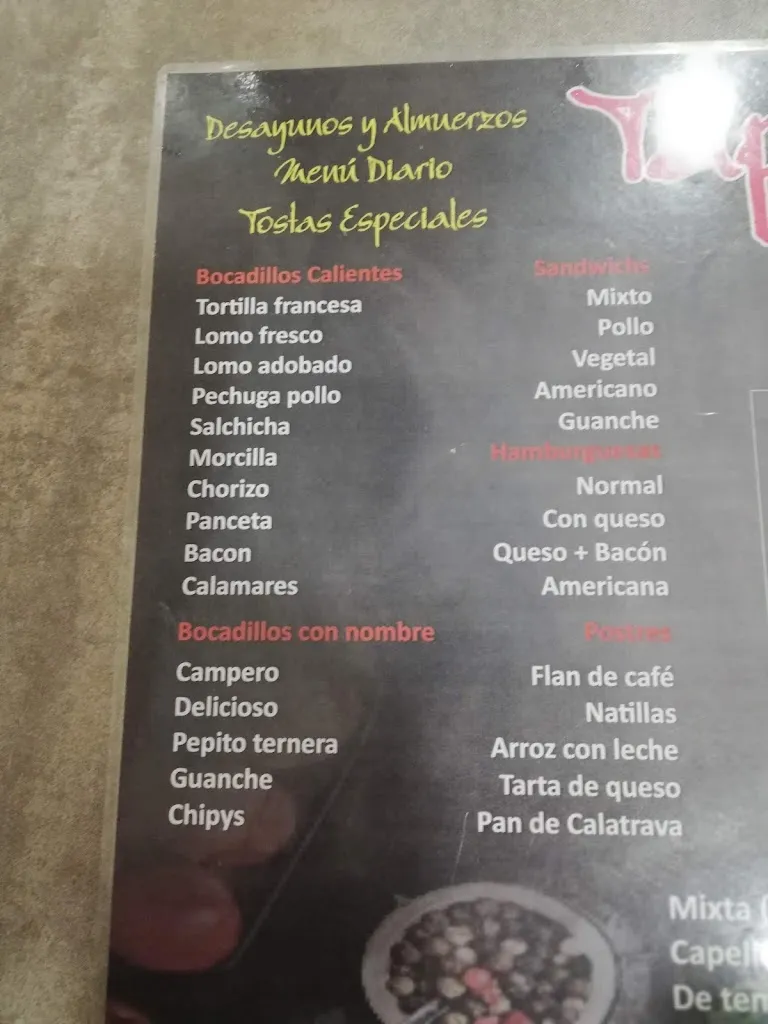 Desayunos y Almuerzos
Menú Diario
Tostas Especiales
Bocadillos Calientes
Tortilla francesa
Lomo fresco
Lomo adobado
Pechuga pollo
Salchicha
Morcilla
Chorizo
Panceta
Bacon
Calamares
Bocadillos con nombre
Campero
Delicioso
Pepito ternera
Guanche
Chipys
Sandwichs
Mixto
Pollo
Vegetal
Americano
Guanche
Hamburguesas
Normal
Con queso
Queso + Bacón
Americana
Postres
Flan de café
Natillas
Arroz con leche
Tarta de queso
Pan de Calatrava
Mixta (
De